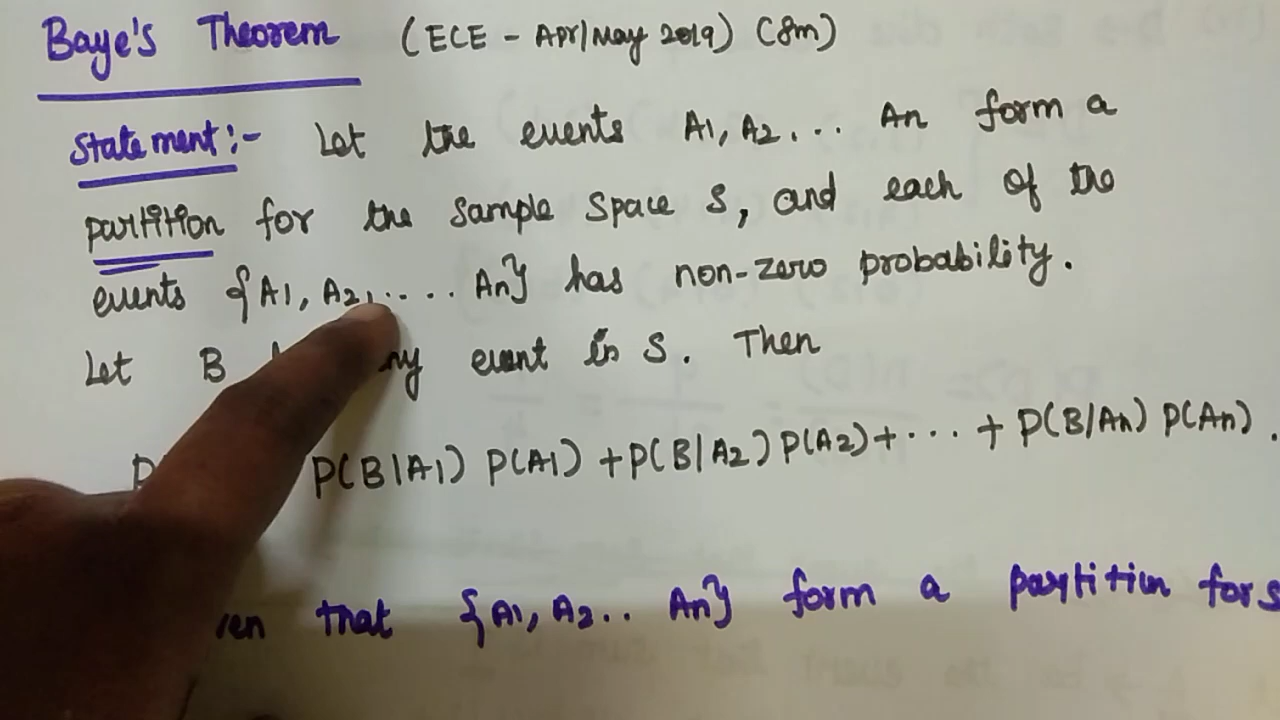 Baye's Theorem (ECE - Apr/May 2019) (8m)
Statement:- Let the events A1, A2... An form a
partition for the sample space S, and each of the
events {A1, A2,.... An} has non-zero probability.
Let B event in S. Then
P(B|A1) P(A1) + P(B|A2) P(A2) + ... + P(B|An) P(An).
that {A1, A2.. An} form a partition for S